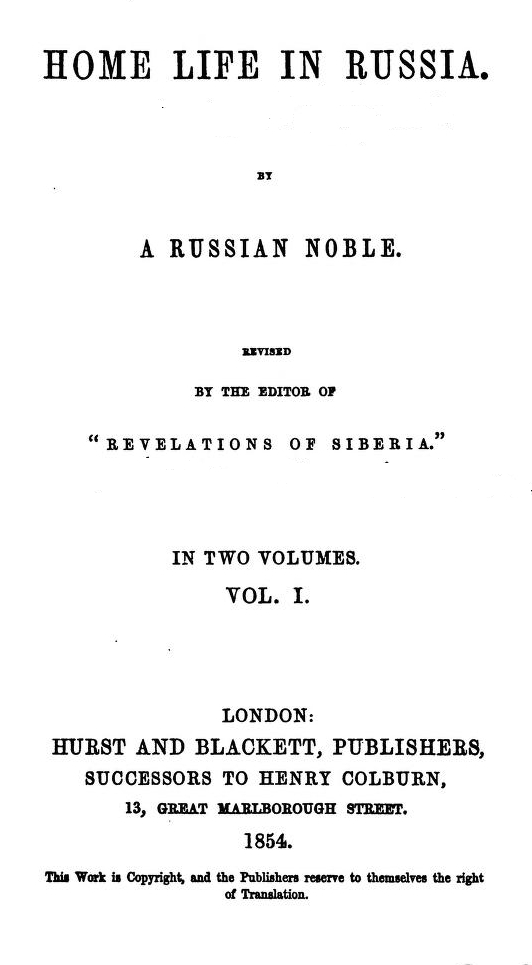 HOME LIFE IN RUSSIA.
BY
A RUSSIAN NOBLE.
REVISED
BY THE EDITOR OF
“REVELATIONS OF SIBERIA.”
IN TWO VOLUMES.
VOL. I.
LONDON:
HURST AND BLACKETT, PUBLISHERS,
SUCCESSORS TO HENRY COLBURN,
13, GREAT MARLBOROUGH STREET.
1854.
This Work is Copyright, and the Publishers reserve to themselves the right
of Translation.